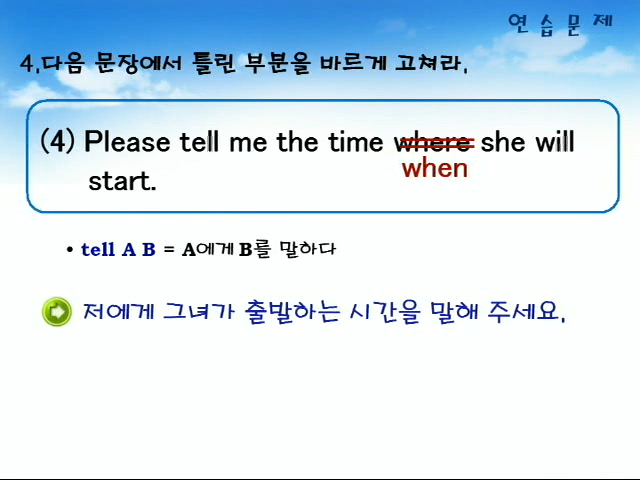 연 습 문 제
4.다음 문장에서 틀린 부분을 바르게 고쳐라.
(4) Please tell me the time where she will
when
start.
• tell A B = A에게 B를 말하다
저에게 그녀가 출발하는 시간을 말해 주세요.